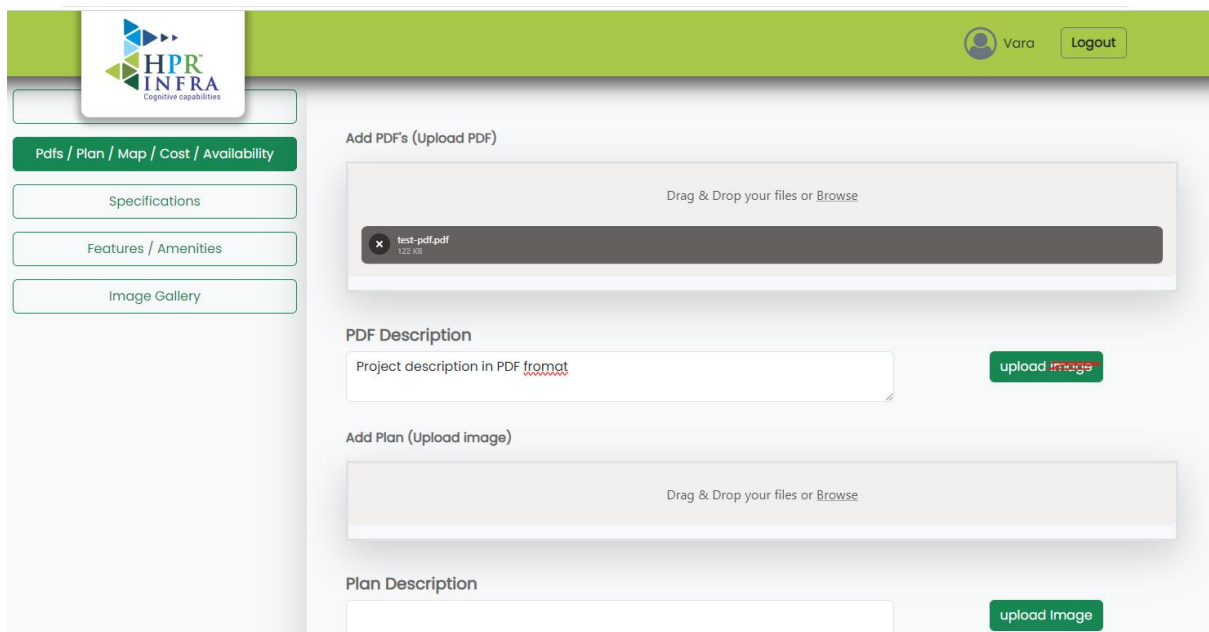 HPR™
INFRA
Cognitive capabilities
Vara
Logout
Pdfs / Plan / Map / Cost / Availability
Specifications
Features / Amenities
Image Gallery
Add PDF's (Upload PDF)
Drag & Drop your files or Browse
test-pdf.pdf
122 KB
PDF Description
Project description in PDF fromat
upload image
Add Plan (Upload image)
Drag & Drop your files or Browse
Plan Description
upload Image